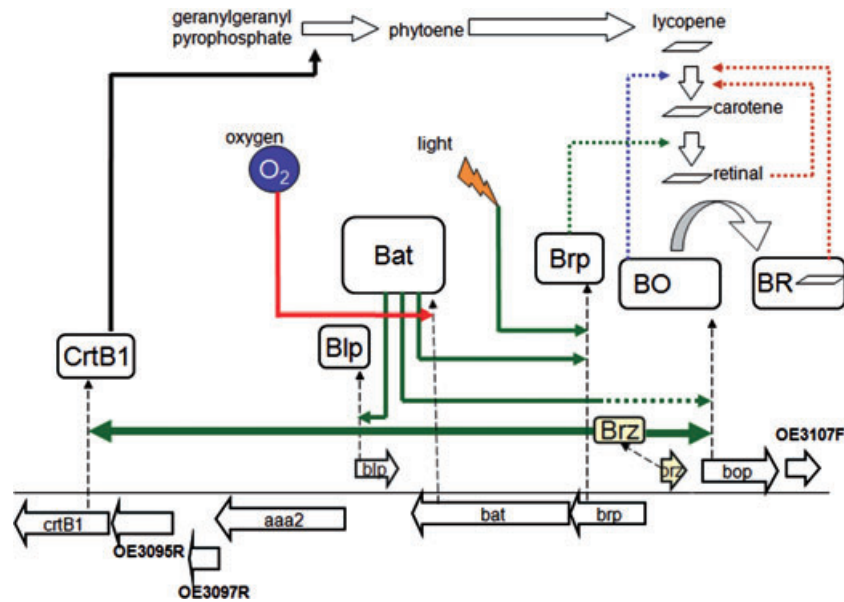 geranylgeranyl
pyrophosphate
phytoene
lycopene
carotene
retinal
oxygen
O2
light
Bat
Brp
BO
BR
Blp
CrtB1
Brz
OE3107F
blp
brz
bop
crtB1
OE3095R
OE3097R
aaa2
bat
brp